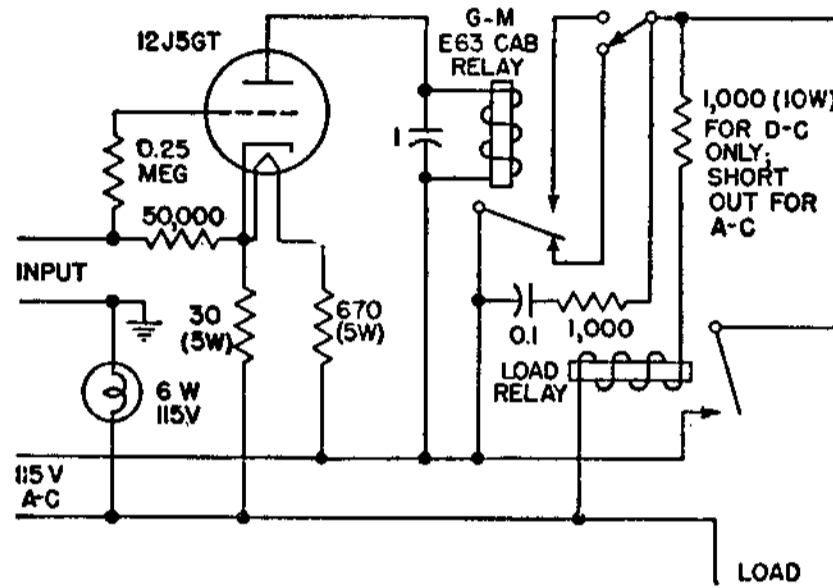 12J5GT
G-M
E63 CAB
RELAY
1,000 (10W)
FOR D-C
ONLY;
SHORT
OUT FOR
A-C
0.25
MEG
1
50,000
INPUT
30
(5W)
670
(5W)
0.1
1,000
LOAD
RELAY
6 W
115V
115 V
A-C
LOAD